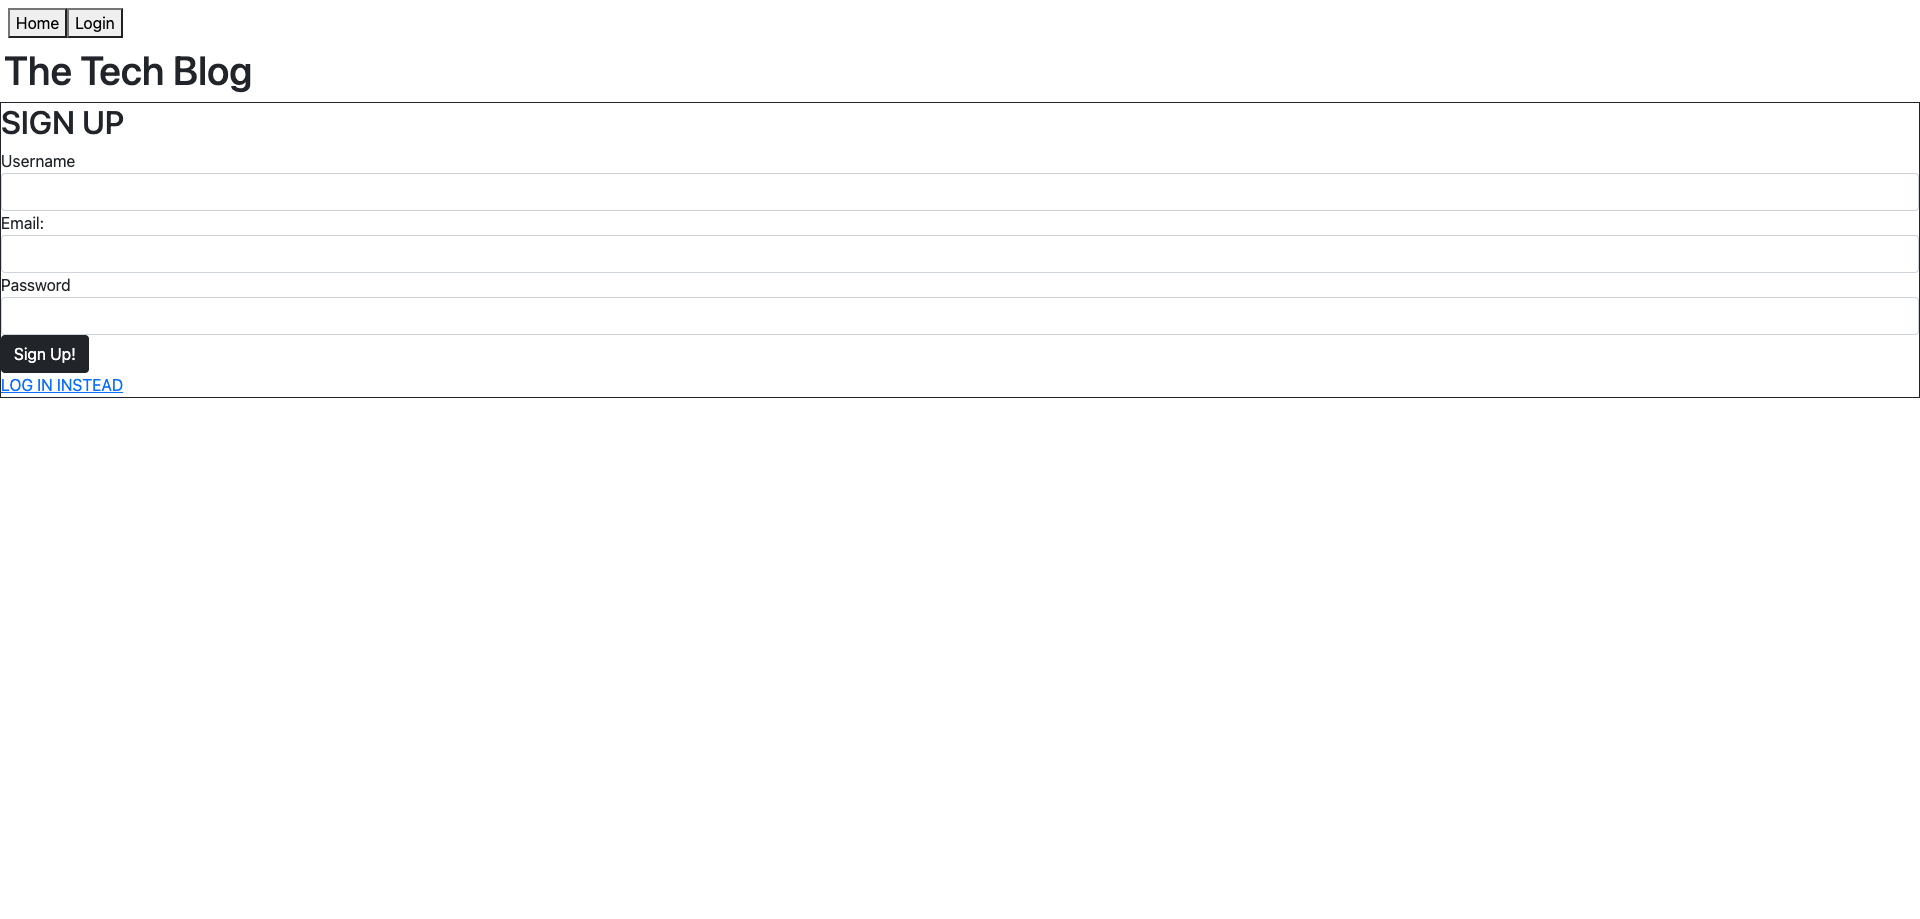 Home Login
The Tech Blog
SIGN UP
Username
Email:
Password
Sign Up!
LOG IN INSTEAD